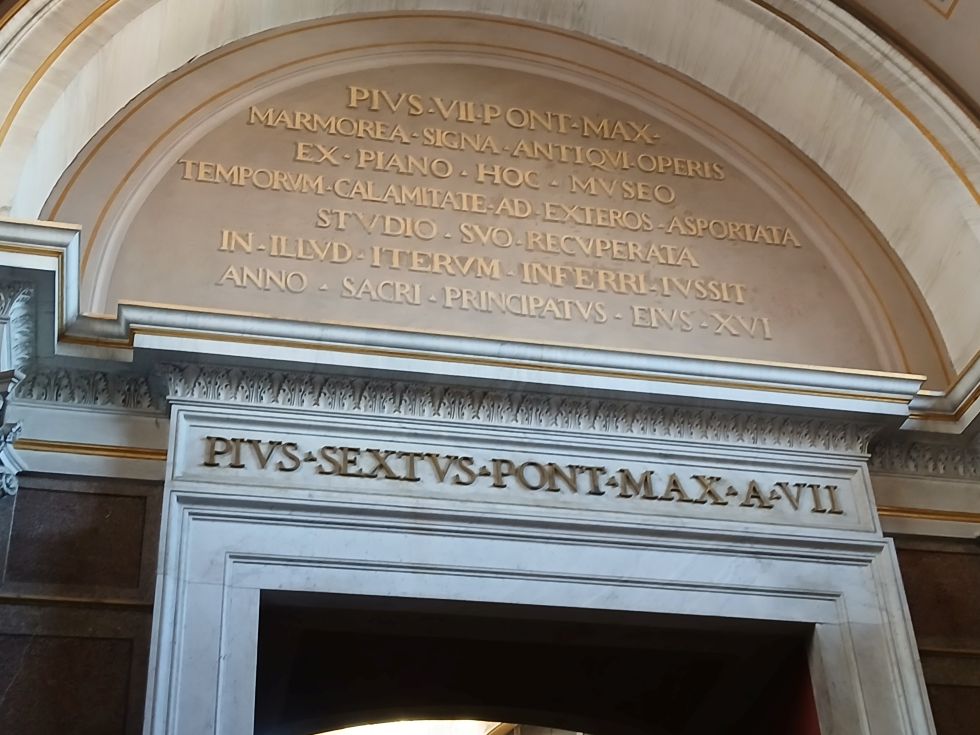 PIVS·VII·PONT·MAX·
MARMOREA·SIGNA·ANTIQVI·OPERIS
EX·PIANO·HOC·MVSEO
TEMPORVM·CALAMITATE·AD·EXTEROS·ASPORTATA
STVDIO·SVO·RECVPERATA
IN·ILLVD·ITERVM·INFERRI·IVSSIT
ANNO·SACRI·PRINCIPATVS·EIVS·XVI
PIVS·SEXTVS·PONT·MAX·A·VII